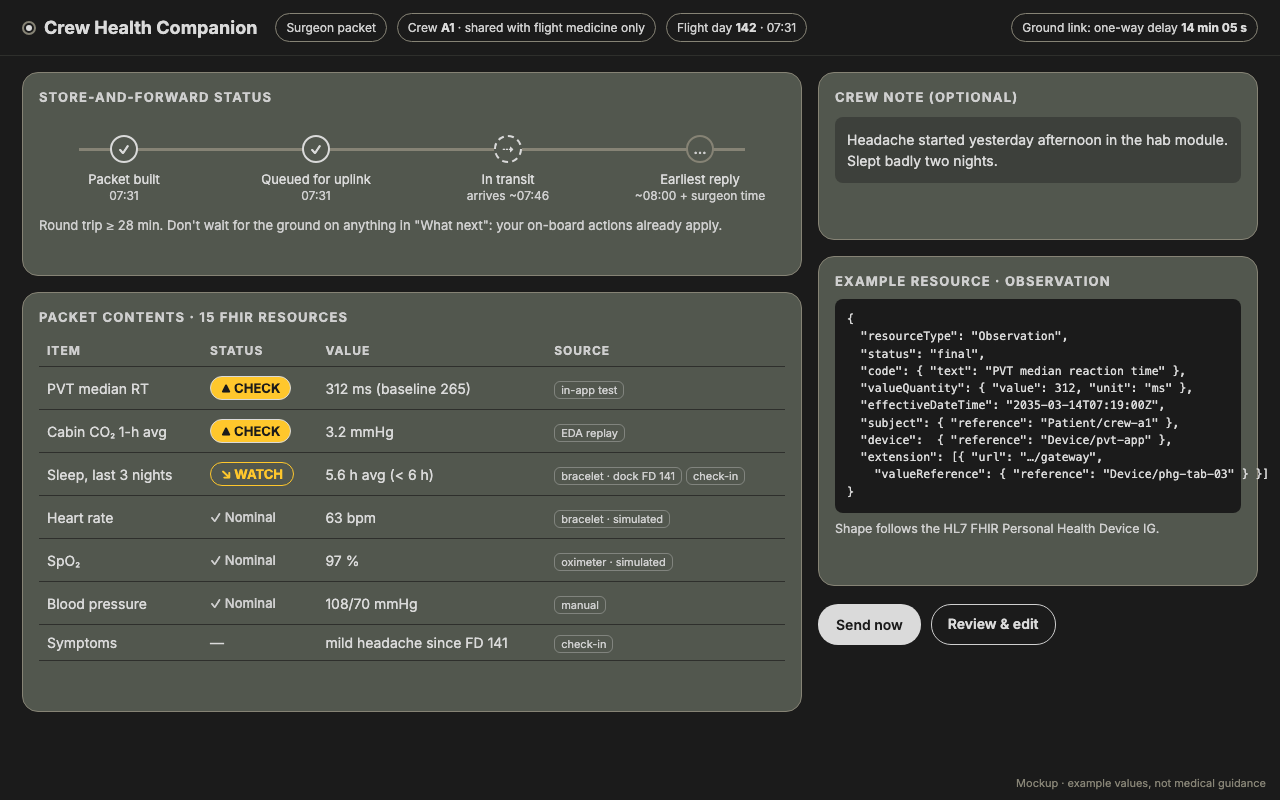 Crew Health Companion
Surgeon packet
Crew A1 · shared with flight medicine only
Flight day 142 · 07:31
Ground link: one-way delay 14 min 05 s
STORE-AND-FORWARD STATUS
Packet built
07:31
Queued for uplink
07:31
In transit
arrives ~07:46
...
Earliest reply
~08:00 + surgeon time
Round trip ≥ 28 min. Don't wait for the ground on anything in "What next": your on-board actions already apply.
PACKET CONTENTS · 15 FHIR RESOURCES
ITEM STATUS VALUE SOURCE
PVT median RT ▲ CHECK 312 ms (baseline 265) in-app test
Cabin CO₂ 1-h avg ▲ CHECK 3.2 mmHg EDA replay
Sleep, last 3 nights ↘ WATCH 5.6 h avg (< 6 h) bracelet · dock FD 141 check-in
Heart rate ✓ Nominal 63 bpm bracelet · simulated
SpO₂ ✓ Nominal 97 % oximeter · simulated
Blood pressure ✓ Nominal 108/70 mmHg manual
Symptoms — mild headache since FD 141 check-in
CREW NOTE (OPTIONAL)
Headache started yesterday afternoon in the hab module.
Slept badly two nights.
EXAMPLE RESOURCE · OBSERVATION
{
"resourceType": "Observation",
"status": "final",
"code": { "text": "PVT median reaction time" },
"valueQuantity": { "value": 312, "unit": "ms" },
"effectiveDateTime": "2035-03-14T07:19:00Z",
"subject": { "reference": "Patient/crew-a1" },
"device":  { "reference": "Device/pvt-app" },
"extension": [{ "url": "…/gateway",
"valueReference": { "reference": "Device/phg-tab-03" } }]
}
Shape follows the HL7 FHIR Personal Health Device IG.
Send now
Review & edit
Mockup · example values, not medical guidance